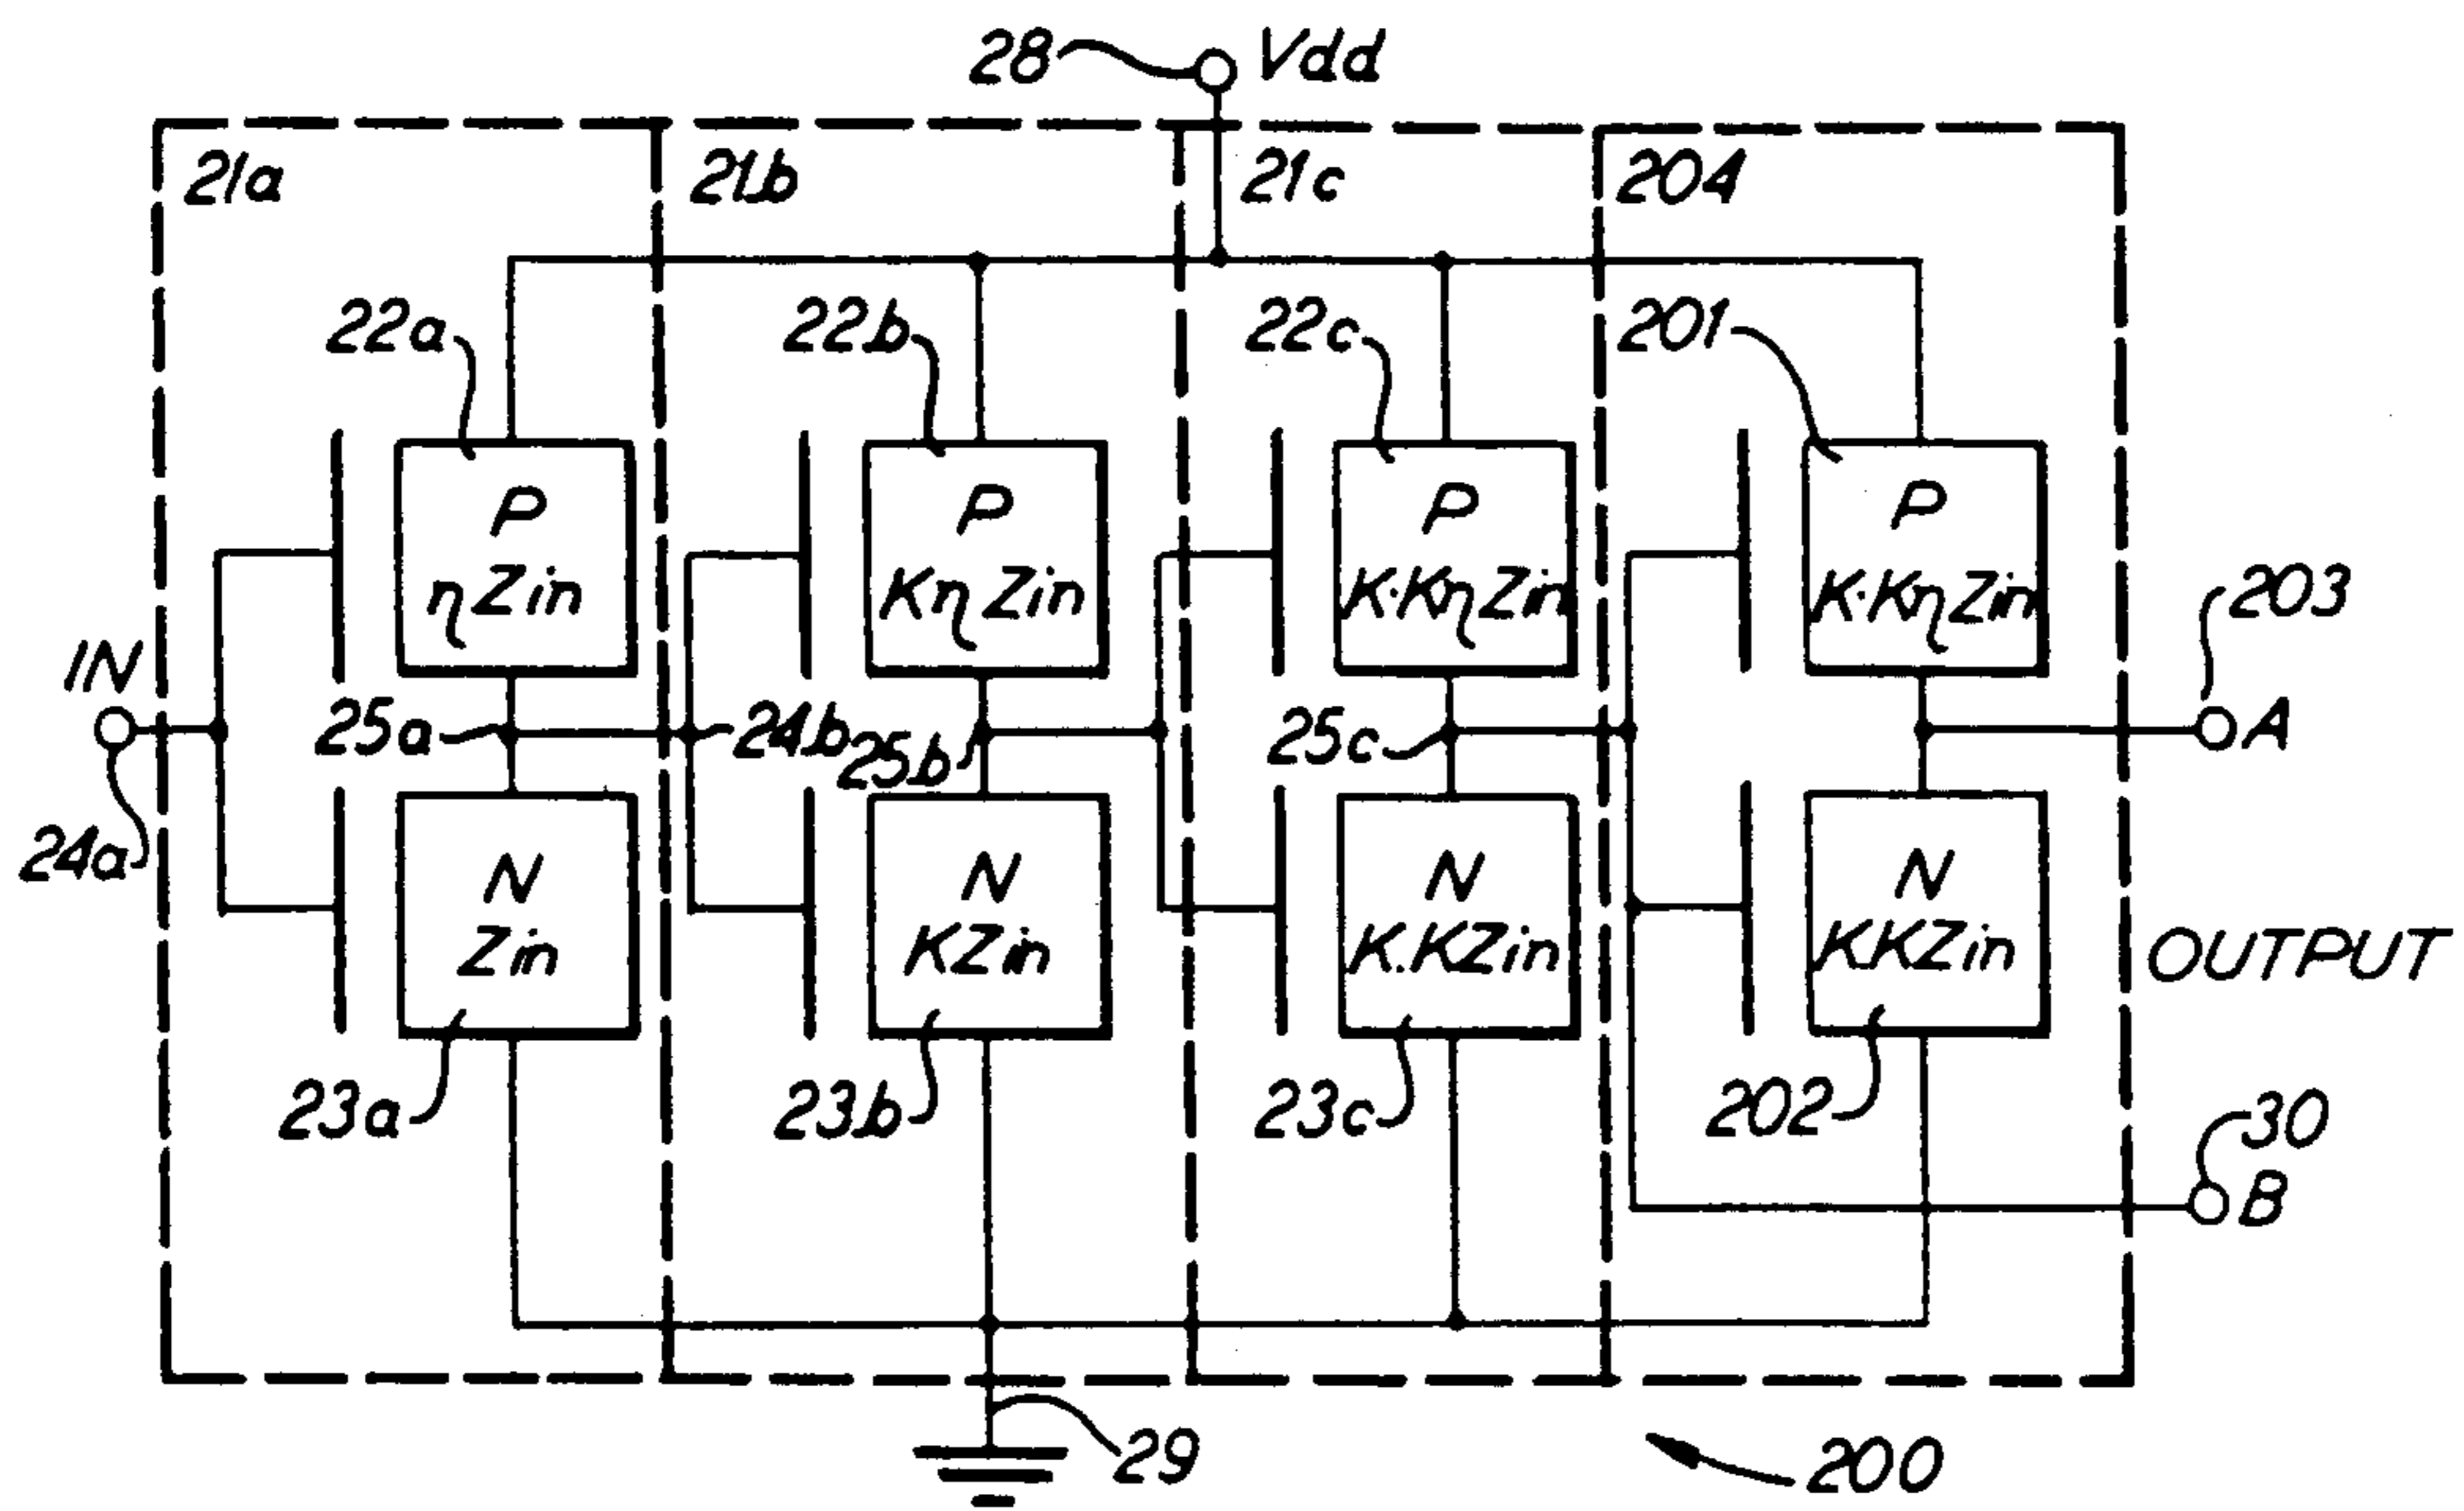 28 Vdd
21a 21b 21c 204
22a 22b 22c 201
P P P P
ηZin KηZin K·KηZin K·KηZin
203
IN
25a 24b 25b 25c A
24a
N N N N
Zin KZin K.KZin KKZin
OUTPUT
23a 23b 23c 202
30
B
29
200